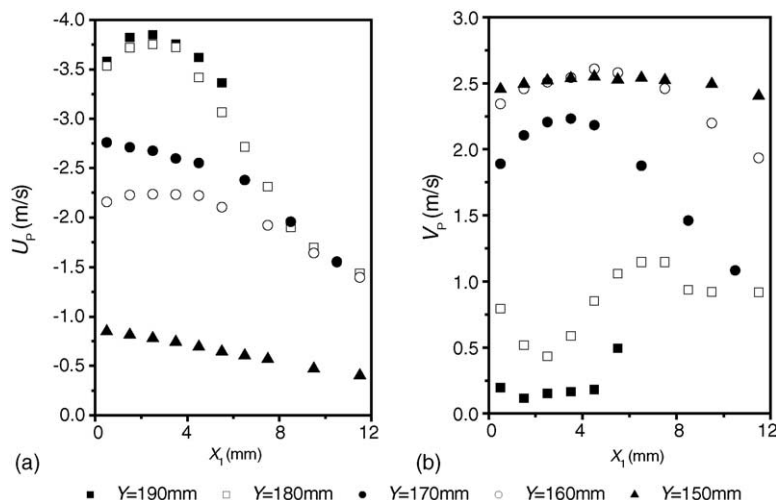 -4.0
-3.5
-3.0
-2.5
-2.0
-1.5
-1.0
-0.5
0.0
U_P (m/s)
0 4 8 12
X_1 (mm)
(a)
3.0
2.5
2.0
1.5
1.0
0.5
0.0
V_P (m/s)
0 4 8 12
X_1 (mm)
(b)
Y=190mm Y=180mm Y=170mm Y=160mm Y=150mm